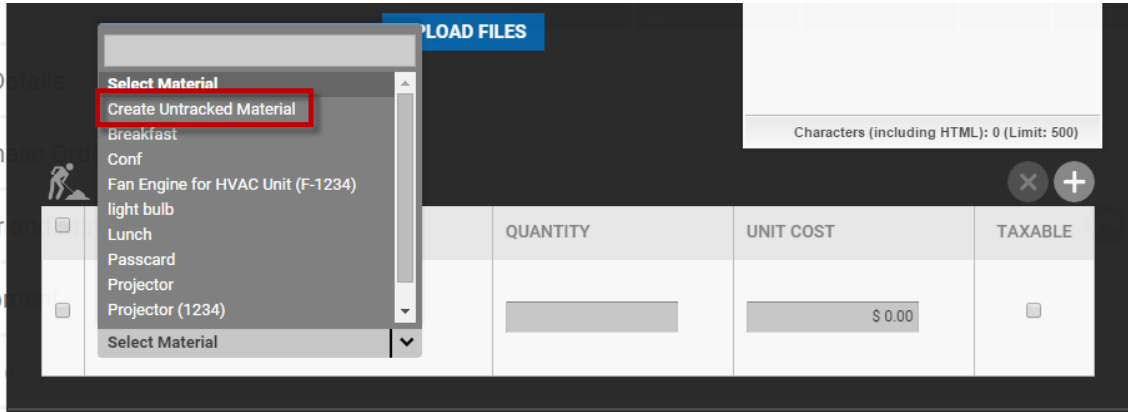 PLOAD FILES
Select Material
Create Untracked Material
Breakfast
Conf
Fan Engine for HVAC Unit (F-1234)
light bulb
Lunch
Passcard
Projector
Projector (1234)
Select Material
Characters (including HTML): 0 (Limit: 500)
QUANTITY
UNIT COST
TAXABLE
$ 0.00